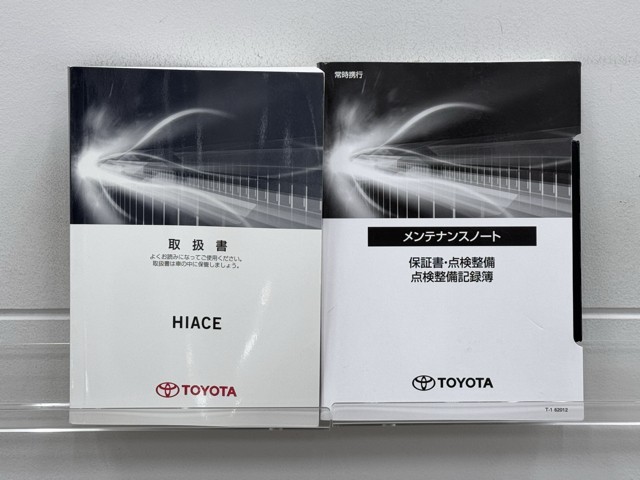 取扱書
よくお読みになってご使用ください。
取扱書は車の中に保管しましょう。
HIACE
TOYOTA
常時携行
メンテナンスノート
保証書・点検整備
点検整備記録簿
TOYOTA
T-1 62012